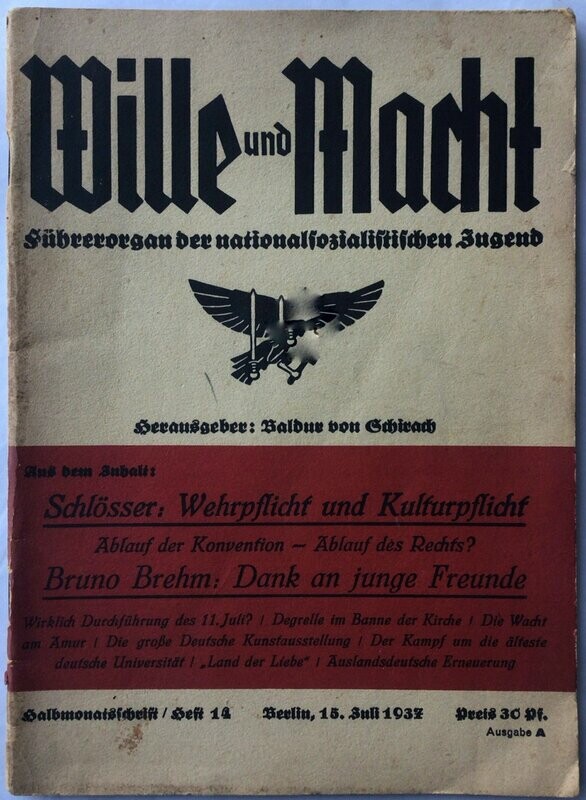 Wille und Macht
Führerorgan der nationalsozialistischen Jugend
Herausgeber: Baldur von Schirach
Aus dem Inhalt:
Schlösser: Wehrpflicht und Kulturpflicht
Ablauf der Konvention – Ablauf des Rechts?
Bruno Brehm: Dank an junge Freunde
Wirklich Durchführung des 11. Juli? / Degrelle im Banne der Kirche / Die Wacht
am Amur / Die große Deutsche Kunstausstellung / Der Kampf um die älteste
deutsche Universität / „Land der Liebe" / Auslandsdeutsche Erneuerung
Halbmonatsschrift / Heft 14 Berlin, 15. Juli 1937 Preis 30 Pf.
Ausgabe A